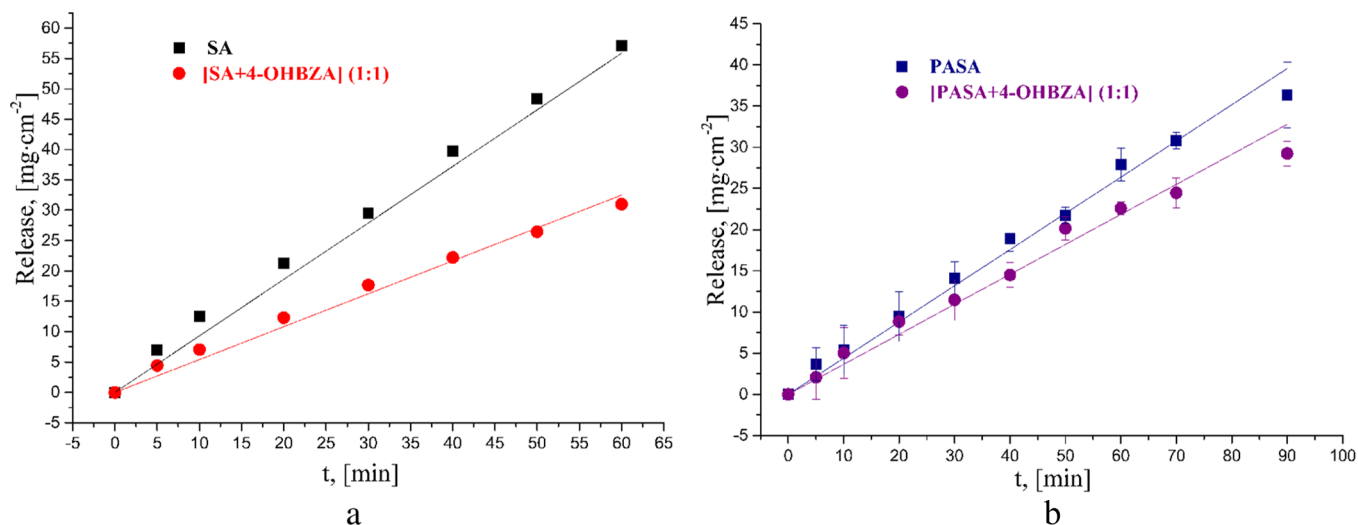 60
55
50
45
40
35
30
25
20
15
10
5
0
-5
Release, [mg·cm⁻²]
SA
[SA+4-OHBZA] (1:1)
-5 0 5 10 15 20 25 30 35 40 45 50 55 60 65
t, [min]
a
45
40
35
30
25
20
15
10
5
0
-5
Release, [mg·cm⁻²]
PASA
[PASA+4-OHBZA] (1:1)
0 10 20 30 40 50 60 70 80 90 100
t, [min]
b